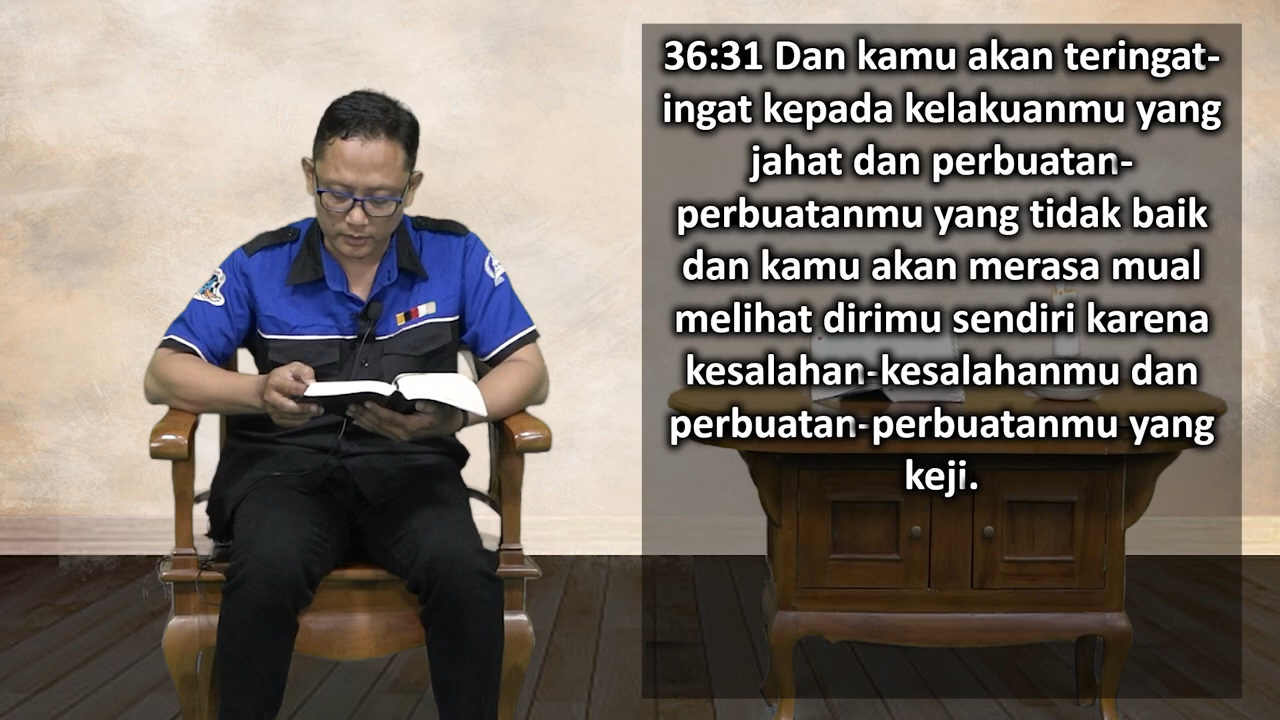 36:31 Dan kamu akan teringat-
ingat kepada kelakuanmu yang
jahat dan perbuatan-
perbuatanmu yang tidak baik
dan kamu akan merasa mual
melihat dirimu sendiri karena
kesalahan-kesalahanmu dan
perbuatan-perbuatanmu yang
keji.